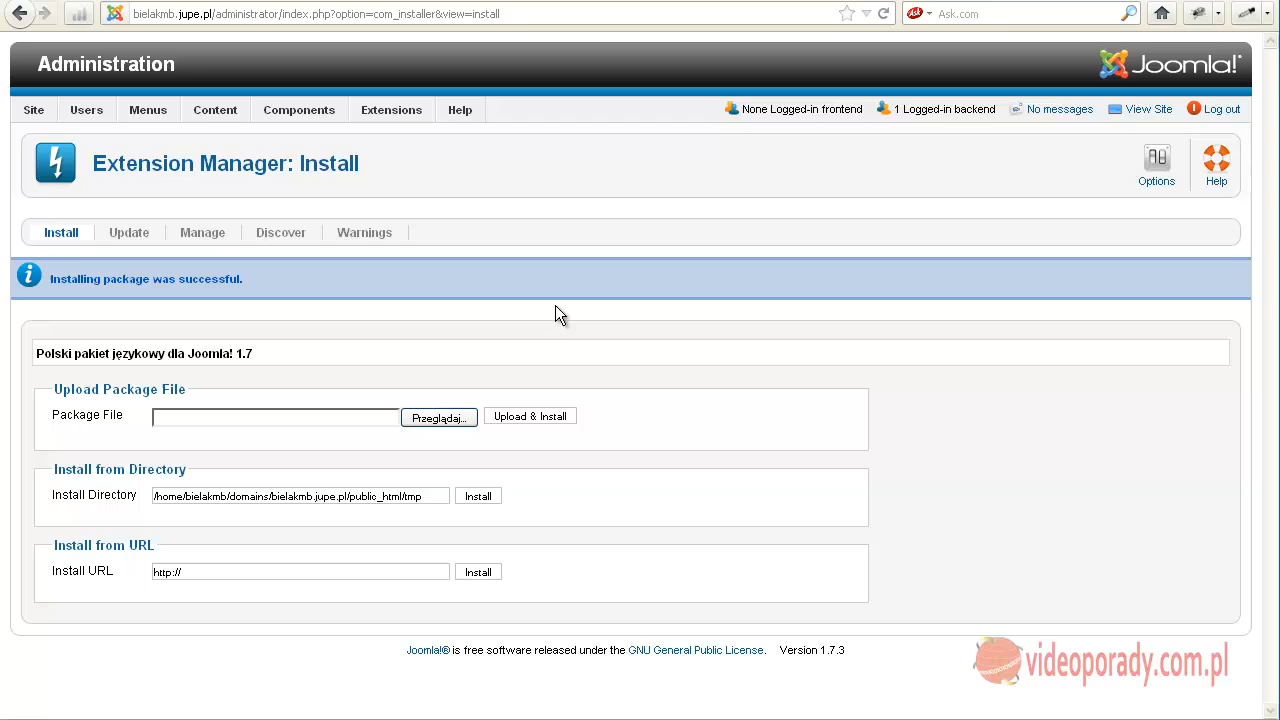 bielakmb.jupe.pl/administrator/index.php?option=com_installer&view=install
Ask.com
Administration
Joomla!
Site Users Menus Content Components Extensions Help
None Logged-in frontend 1 Logged-in backend No messages View Site Log out
Extension Manager: Install
Options Help
Install Update Manage Discover Warnings
Installing package was successful.
Polski pakiet językowy dla Joomla! 1.7
Upload Package File
Package File Przeglądaj... Upload & Install
Install from Directory
Install Directory /home/bielakmb/domains/bielakmb.jupe.pl/public_html/tmp Install
Install from URL
Install URL http:// Install
Joomla!® is free software released under the GNU General Public License. Version 1.7.3
videoporady.com.pl